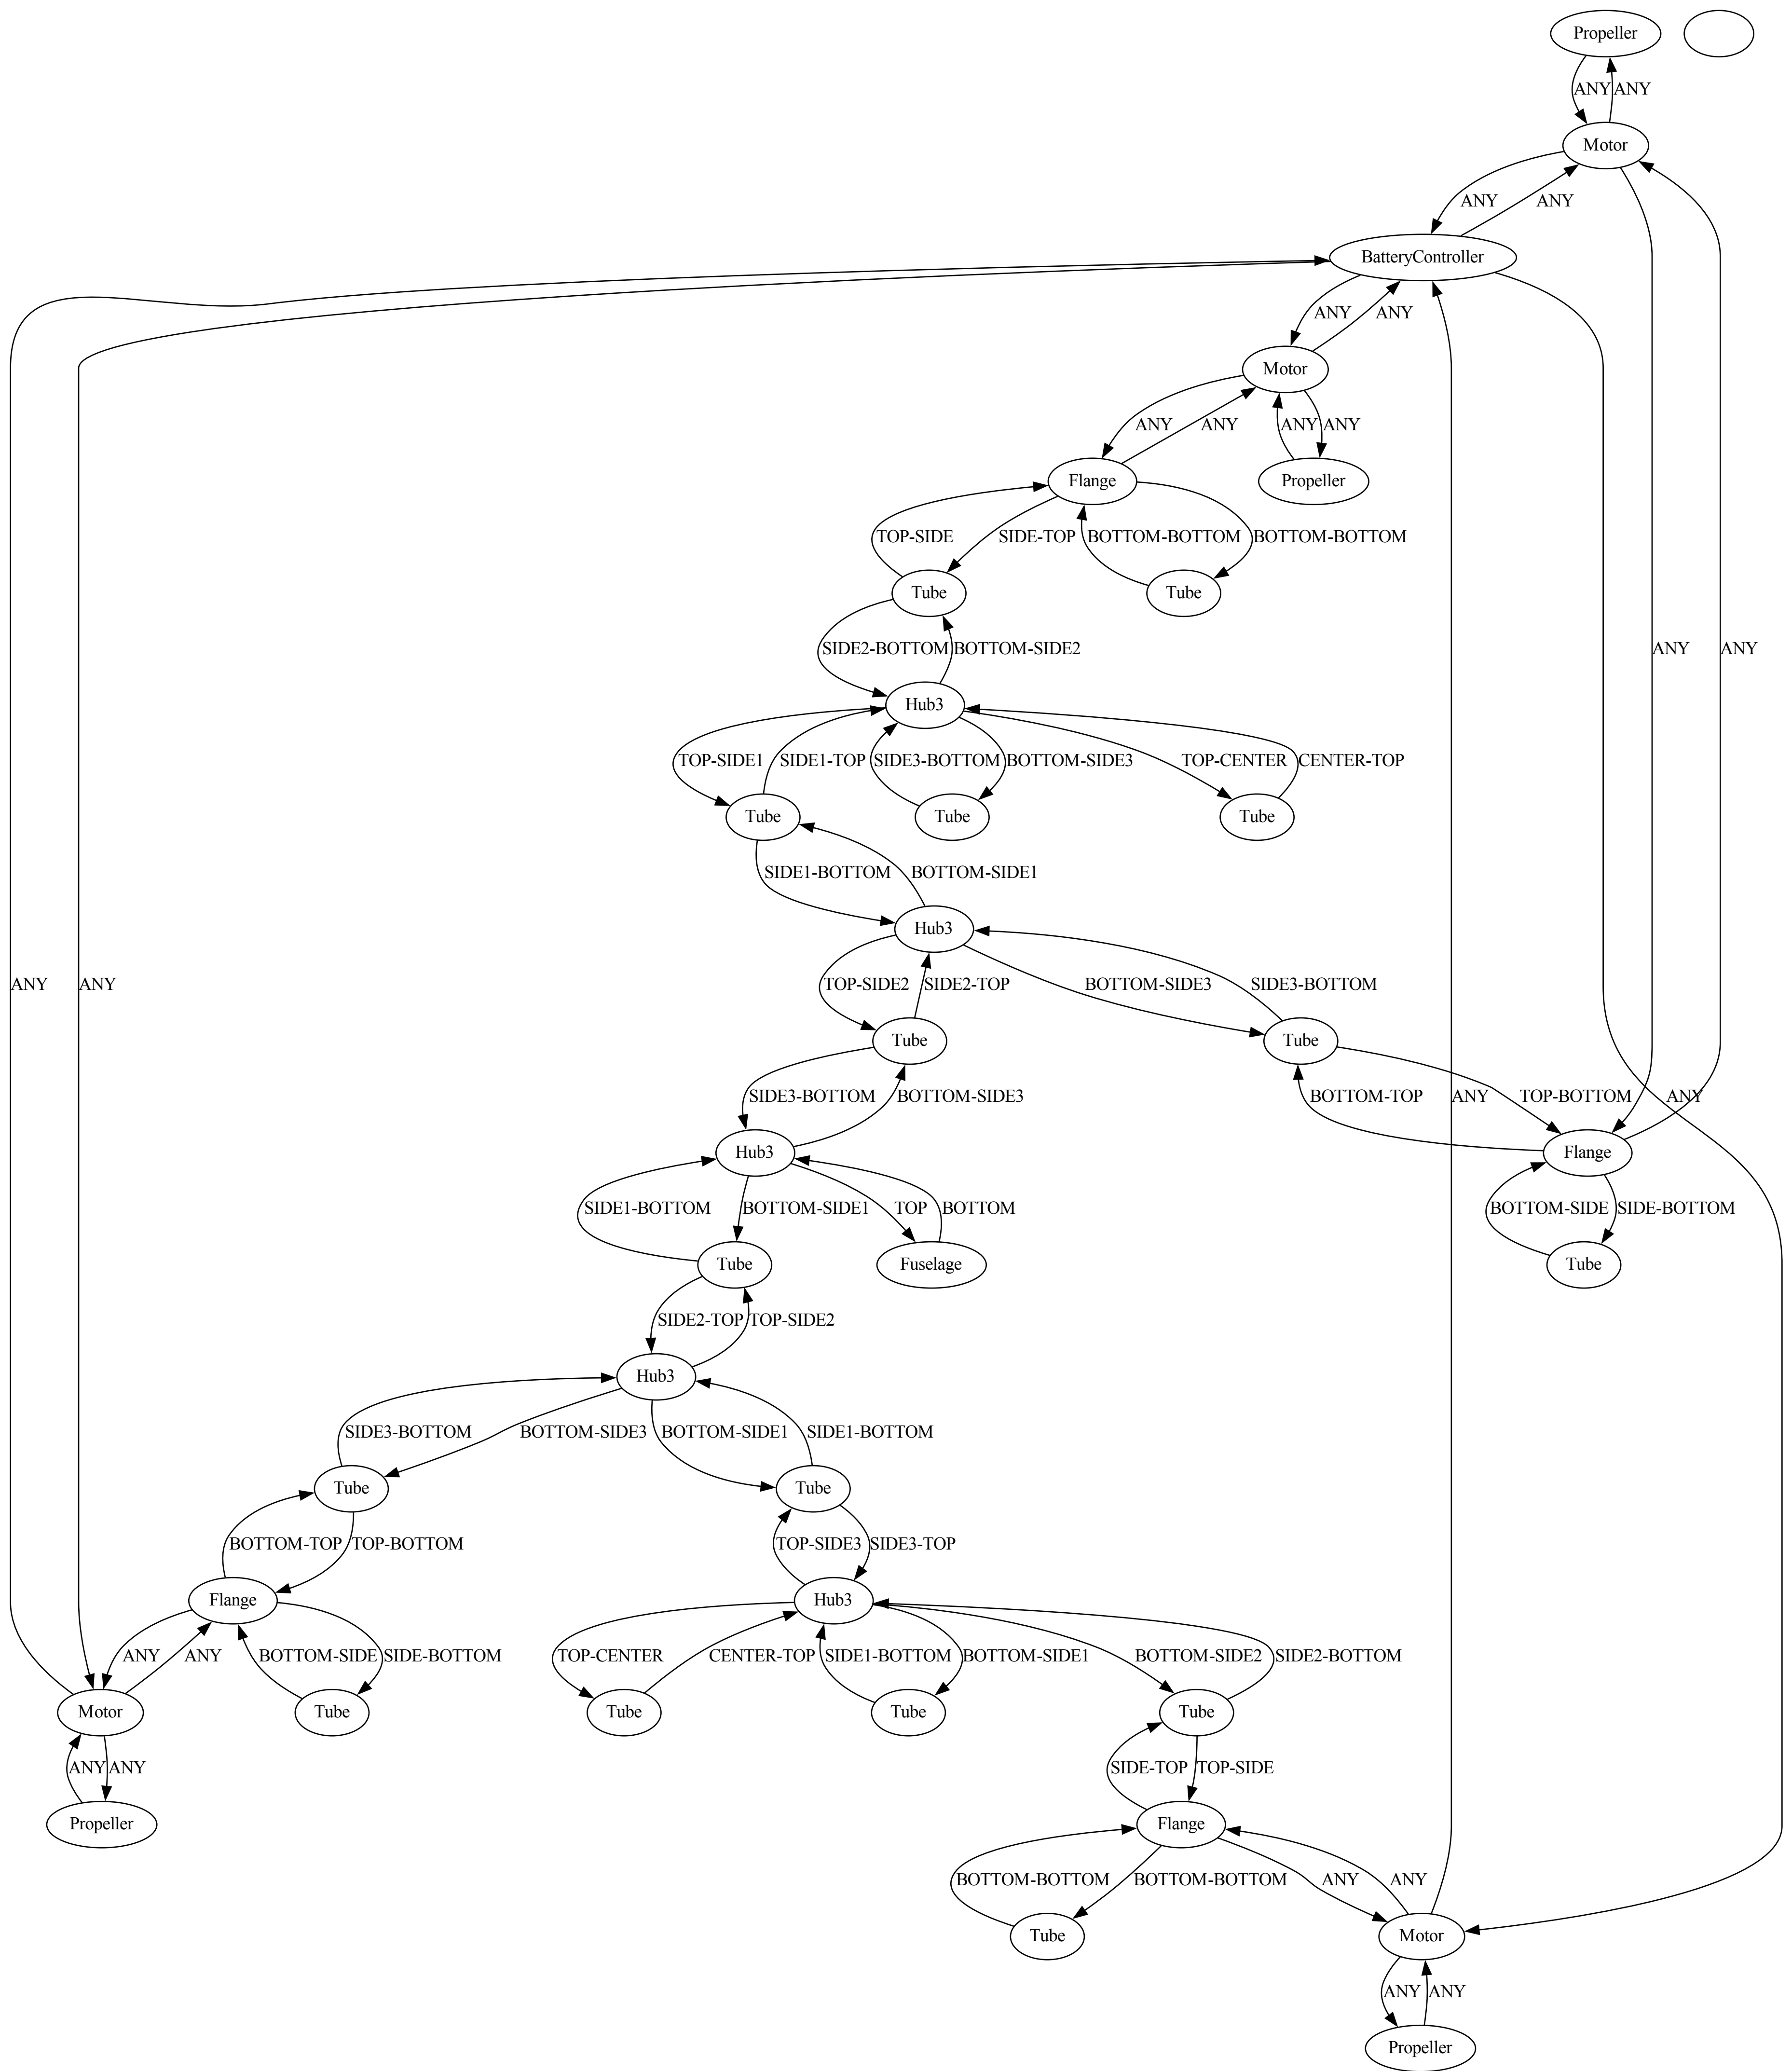 Propeller
ANY ANY
Motor
ANY ANY
BatteryController
ANY ANY
Motor
ANY ANY ANY ANY
Flange Propeller
TOP-SIDE SIDE-TOP BOTTOM-BOTTOM BOTTOM-BOTTOM
Tube Tube
SIDE2-BOTTOM BOTTOM-SIDE2 ANY ANY
Hub3
TOP-SIDE1 SIDE1-TOP SIDE3-BOTTOM BOTTOM-SIDE3 TOP-CENTER CENTER-TOP
Tube Tube Tube
SIDE1-BOTTOM BOTTOM-SIDE1
Hub3
ANY ANY TOP-SIDE2 SIDE2-TOP BOTTOM-SIDE3 SIDE3-BOTTOM
Tube Tube
SIDE3-BOTTOM BOTTOM-SIDE3 BOTTOM-TOP ANY TOP-BOTTOM ANY
Hub3 Flange
SIDE1-BOTTOM BOTTOM-SIDE1 TOP BOTTOM BOTTOM-SIDE SIDE-BOTTOM
Tube Fuselage Tube
SIDE2-TOP TOP-SIDE2
Hub3
SIDE3-BOTTOM BOTTOM-SIDE3 BOTTOM-SIDE1 SIDE1-BOTTOM
Tube Tube
BOTTOM-TOP TOP-BOTTOM TOP-SIDE3 SIDE3-TOP
Flange Hub3
ANY ANY BOTTOM-SIDE SIDE-BOTTOM TOP-CENTER CENTER-TOP SIDE1-BOTTOM BOTTOM-SIDE1 BOTTOM-SIDE2 SIDE2-BOTTOM
Motor Tube Tube Tube Tube
ANY ANY SIDE-TOP TOP-SIDE
Propeller Flange
BOTTOM-BOTTOM BOTTOM-BOTTOM ANY ANY
Tube Motor
ANY ANY
Propeller